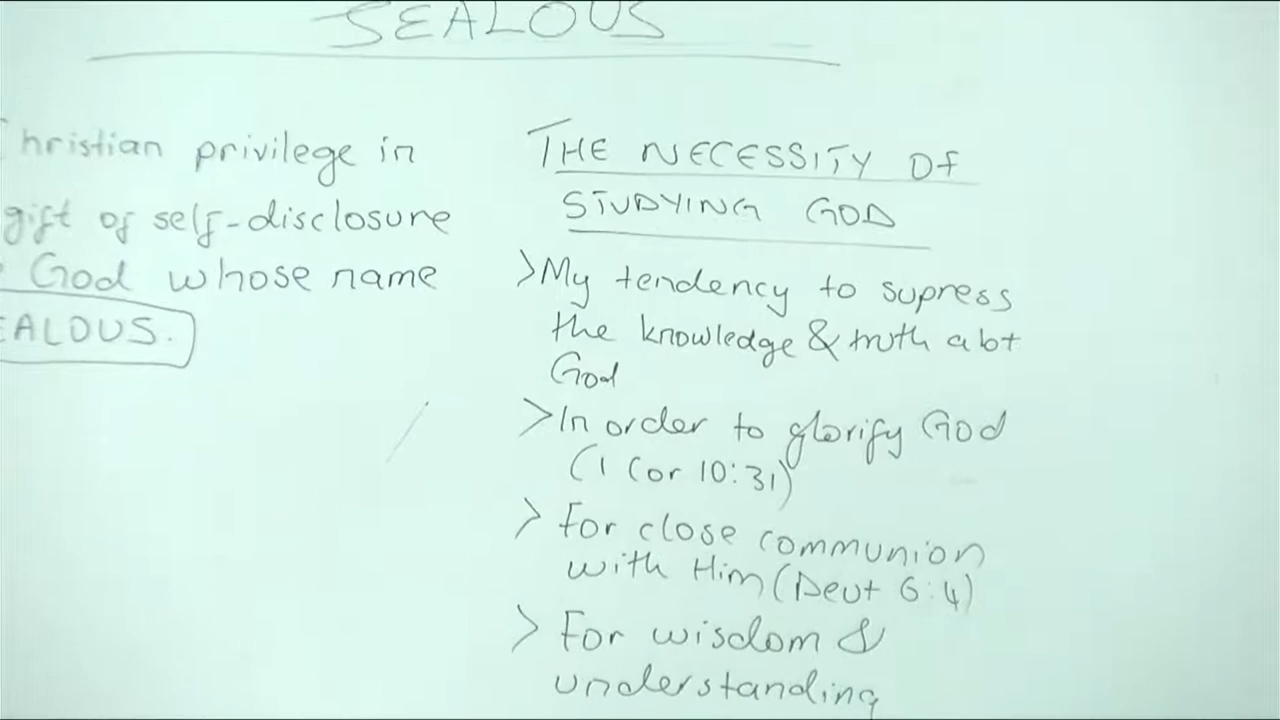 JEALOUS
Christian privilege in
gift of self-disclosure
God whose name
EALOUS.
THE NECESSITY OF
STUDYING GOD
>My tendency to supress
the knowledge & truth abt
God
>In order to glorify God
(1 Cor 10:31)
> For close communion
with Him (Deut 6:4)
> For wisdom &
understanding